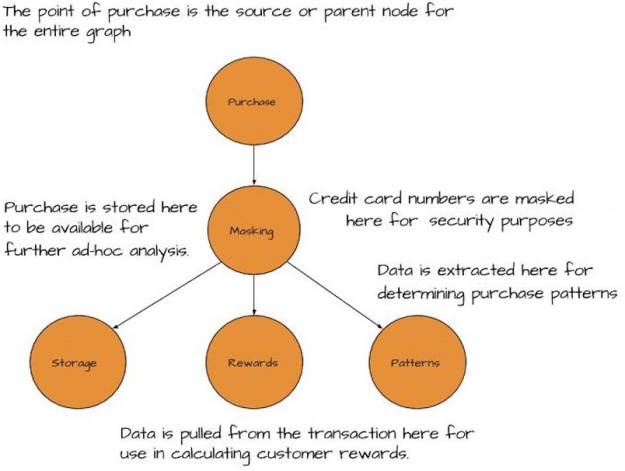 The point of purchase is the source or parent node for
the entire graph
Purchase
Purchase is stored here
to be available for
further ad-hoc analysis.
Masking
Credit card numbers are masked
here for security purposes
Data is extracted here for
determining purchase patterns
Storage
Rewards
Patterns
Data is pulled from the transaction here for
use in calculating customer rewards.